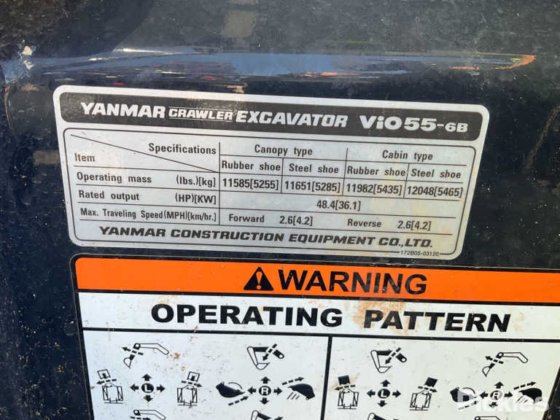 YANMAR CRAWLER EXCAVATOR ViO55-6B
Specifications Canopy type Cabin type
Item Rubber shoe Steel shoe Rubber shoe Steel shoe
Operating mass (lbs.)[kg] 11585[5255] 11651[5285] 11982[5435] 12048[5465]
Rated output (HP)[KW] 48.4[36.1]
Max. Traveling Speed(MPH)[km/hr.] Forward 2.6[4.2] Reverse 2.6[4.2]
YANMAR CONSTRUCTION EQUIPMENT CO.,LTD.
172B05-03120
WARNING
OPERATING PATTERN
L R L R
Pickles